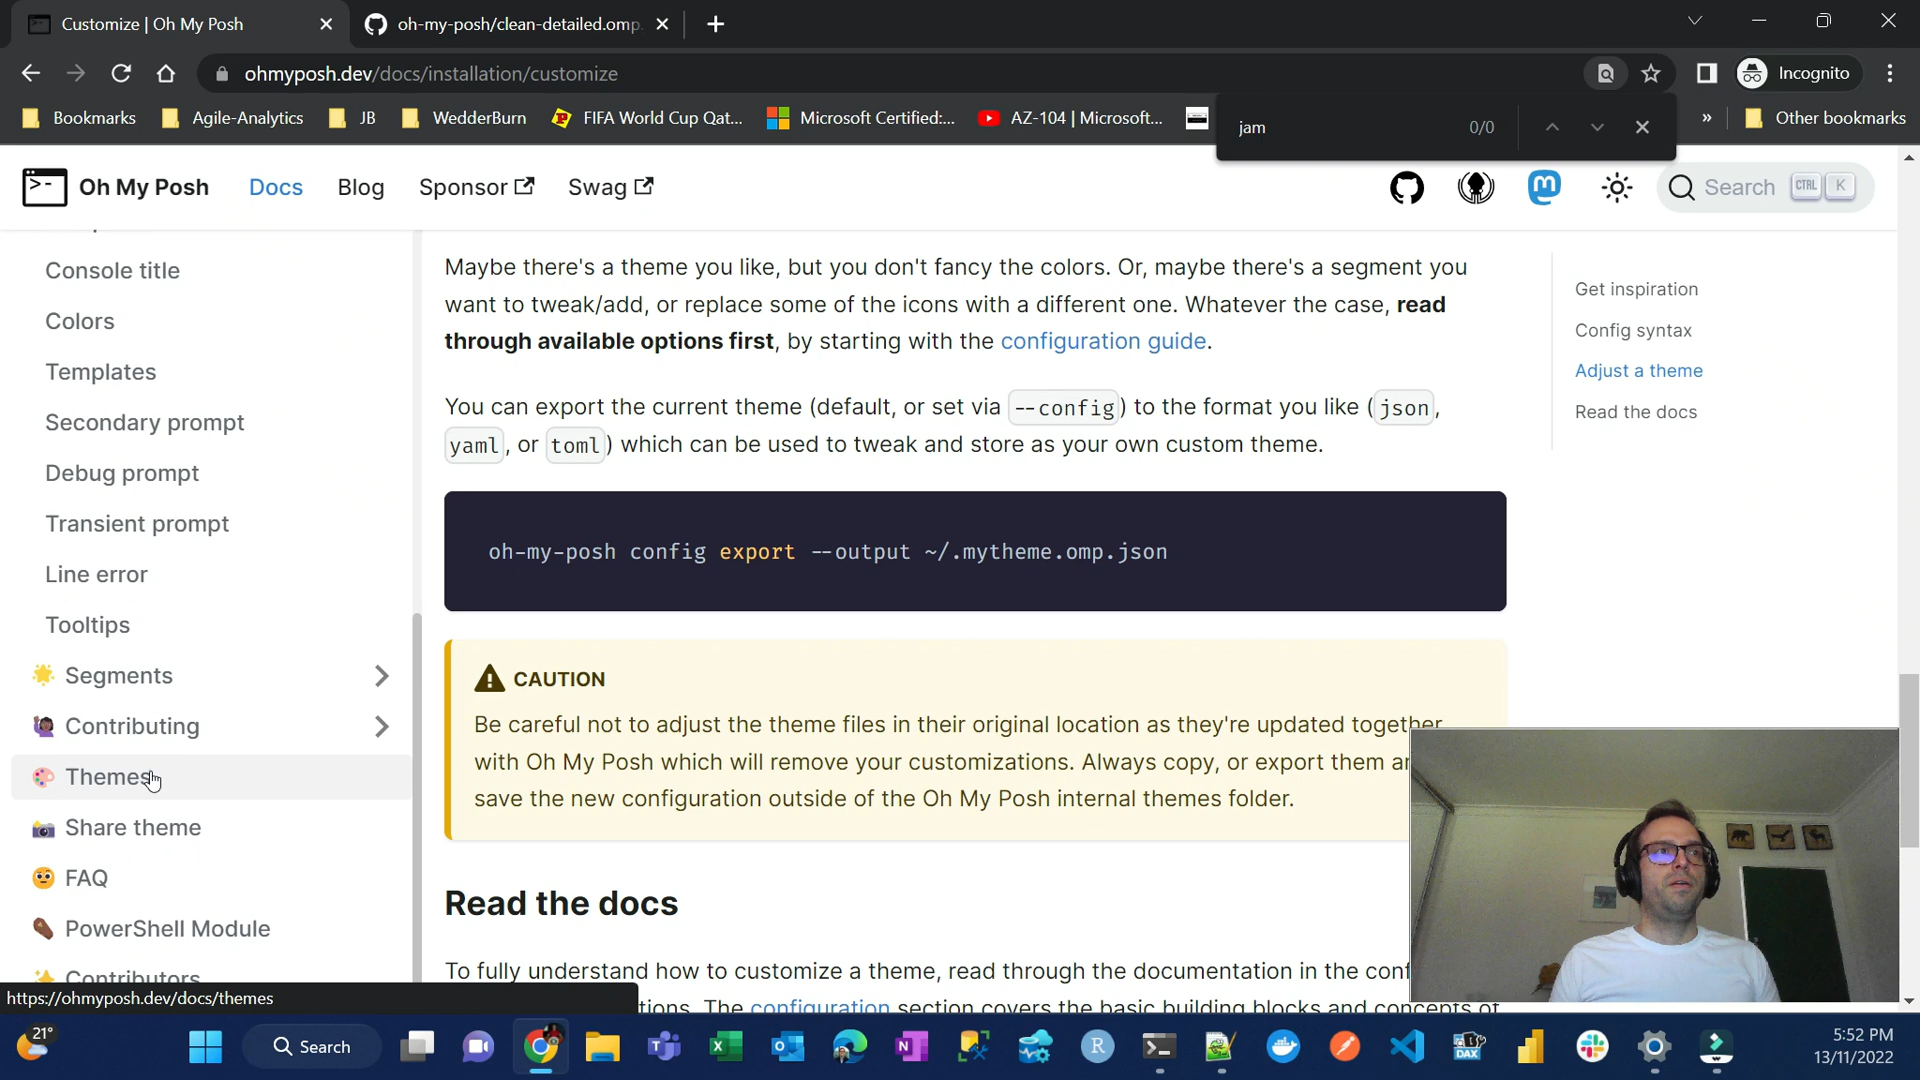 Customize | Oh My Posh
oh-my-posh/clean-detailed.omp.
ohmyposh.dev/docs/installation/customize
Incognito
Bookmarks
Agile-Analytics
JB
WedderBurn
FIFA World Cup Qat...
Microsoft Certified:...
AZ-104 | Microsoft...
»
Other bookmarks
jam
0/0
Oh My Posh
Docs
Blog
Sponsor
Swag
Search
CTRL
K
Console title
Colors
Templates
Secondary prompt
Debug prompt
Transient prompt
Line error
Tooltips
Segments
Contributing
Themes
Share theme
FAQ
PowerShell Module
Contributors
https://ohmyposh.dev/docs/themes
Maybe there's a theme you like, but you don't fancy the colors. Or, maybe there's a segment you
want to tweak/add, or replace some of the icons with a different one. Whatever the case, read
through available options first, by starting with the configuration guide.
You can export the current theme (default, or set via --config) to the format you like (json,
yaml, or toml) which can be used to tweak and store as your own custom theme.
oh-my-posh config export --output ~/.mytheme.omp.json
CAUTION
Be careful not to adjust the theme files in their original location as they're updated together
with Oh My Posh which will remove your customizations. Always copy, or export them
save the new configuration outside of the Oh My Posh internal themes folder.
Read the docs
To fully understand how to customize a theme, read through the documentation in the
The configuration section covers the basic building blocks and concepts of
Get inspiration
Config syntax
Adjust a theme
Read the docs
21°
Search
DAX
5:52 PM
13/11/2022